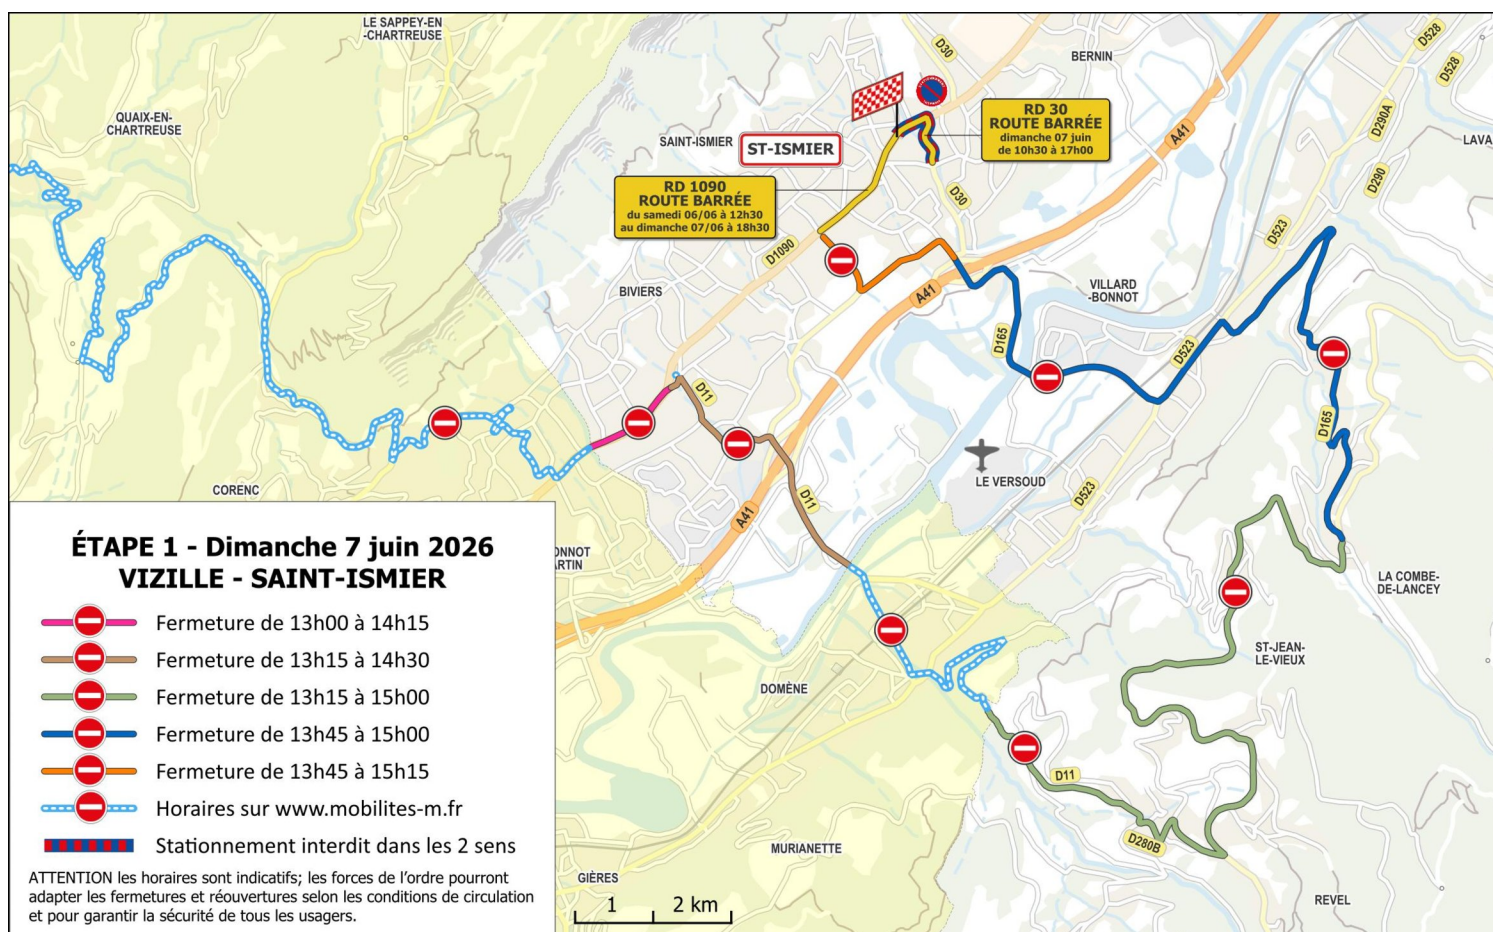 LE SAPPEY-EN
-CHARTREUSE
D30
BERNIN
D528
D528
QUAIX-EN-
CHARTREUSE
SAINT-ISMIER
ST-ISMIER
RD 30
ROUTE BARRÉE
dimanche 07 juin
de 10h30 à 17h00
A41
D290A
LAVA
D290
RD 1090
ROUTE BARRÉE
du samedi 06/06 à 12h30
au dimanche 07/06 à 18h30
D30
D523
D1090
BIVIERS
A41
VILLARD
-BONNOT
D165
D523
D11
D165
CORENC
LE VERSOUD
D11
D523
A41
ONNOT
ARTIN
LA COMBE-
DE-LANCEY
ST-JEAN-
LE-VIEUX
DOMÈNE
D11
D280B
MURIANETTE
GIÈRES
REVEL
1
2 km
ÉTAPE 1 - Dimanche 7 juin 2026
VIZILLE - SAINT-ISMIER
Fermeture de 13h00 à 14h15
Fermeture de 13h15 à 14h30
Fermeture de 13h15 à 15h00
Fermeture de 13h45 à 15h00
Fermeture de 13h45 à 15h15
Horaires sur www.mobilites-m.fr
Stationnement interdit dans les 2 sens
ATTENTION les horaires sont indicatifs; les forces de l'ordre pourront
adapter les fermetures et réouvertures selon les conditions de circulation
et pour garantir la sécurité de tous les usagers.